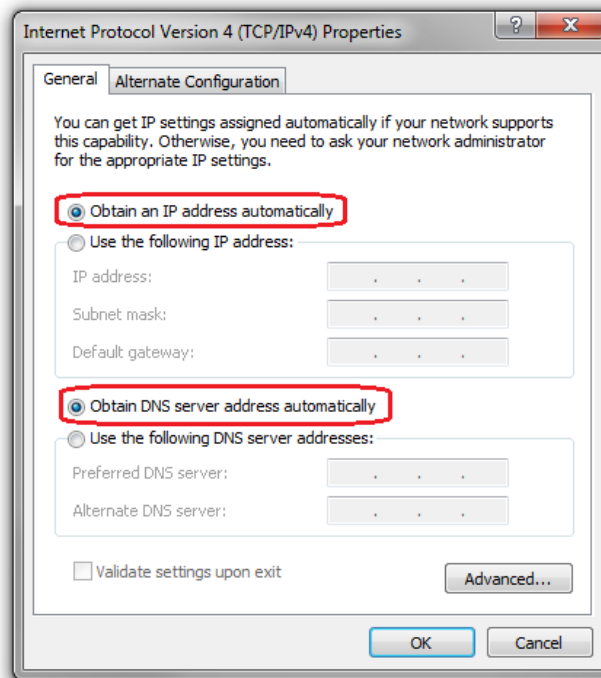 Internet Protocol Version 4 (TCP/IPv4) Properties
?
General
Alternate Configuration
You can get IP settings assigned automatically if your network supports
this capability. Otherwise, you need to ask your network administrator
for the appropriate IP settings.
Obtain an IP address automatically
Use the following IP address:
IP address:
Subnet mask:
Default gateway:
Obtain DNS server address automatically
Use the following DNS server addresses:
Preferred DNS server:
Alternate DNS server:
Validate settings upon exit
Advanced...
OK
Cancel